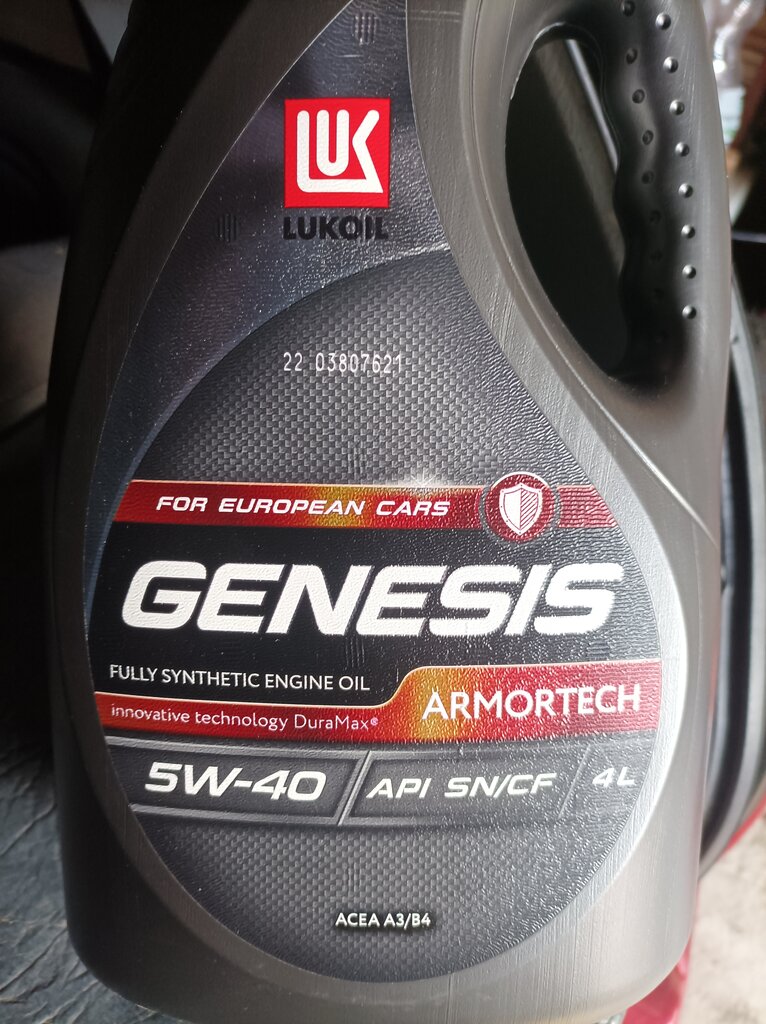 LUK
LUKOIL
22 03807621
FOR EUROPEAN CARS
GENESIS
FULLY SYNTHETIC ENGINE OIL
ARMORTECH
innovative technology DuraMax®
5W-40
API SN/CF
4L
ACEA A3/B4